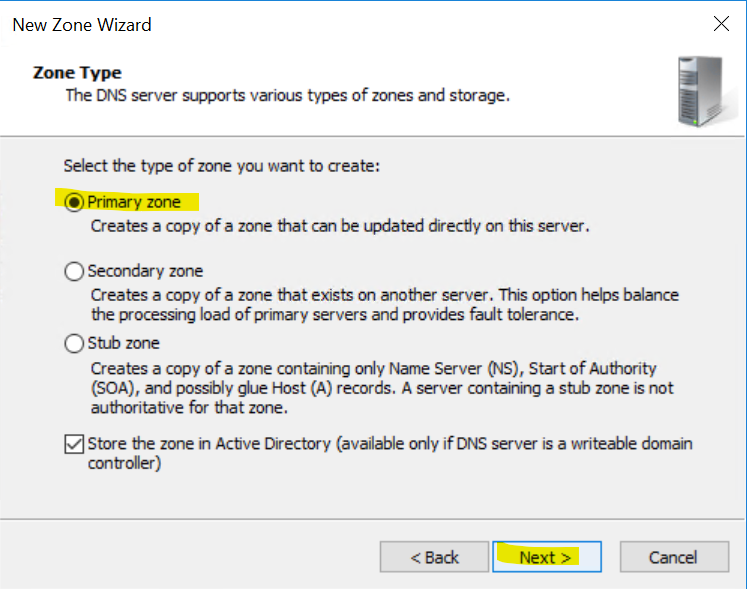 New Zone Wizard
Zone Type
The DNS server supports various types of zones and storage.
Select the type of zone you want to create:
Primary zone
Creates a copy of a zone that can be updated directly on this server.
Secondary zone
Creates a copy of a zone that exists on another server. This option helps balance
the processing load of primary servers and provides fault tolerance.
Stub zone
Creates a copy of a zone containing only Name Server (NS), Start of Authority
(SOA), and possibly glue Host (A) records. A server containing a stub zone is not
authoritative for that zone.
Store the zone in Active Directory (available only if DNS server is a writeable domain
controller)
< Back Next > Cancel